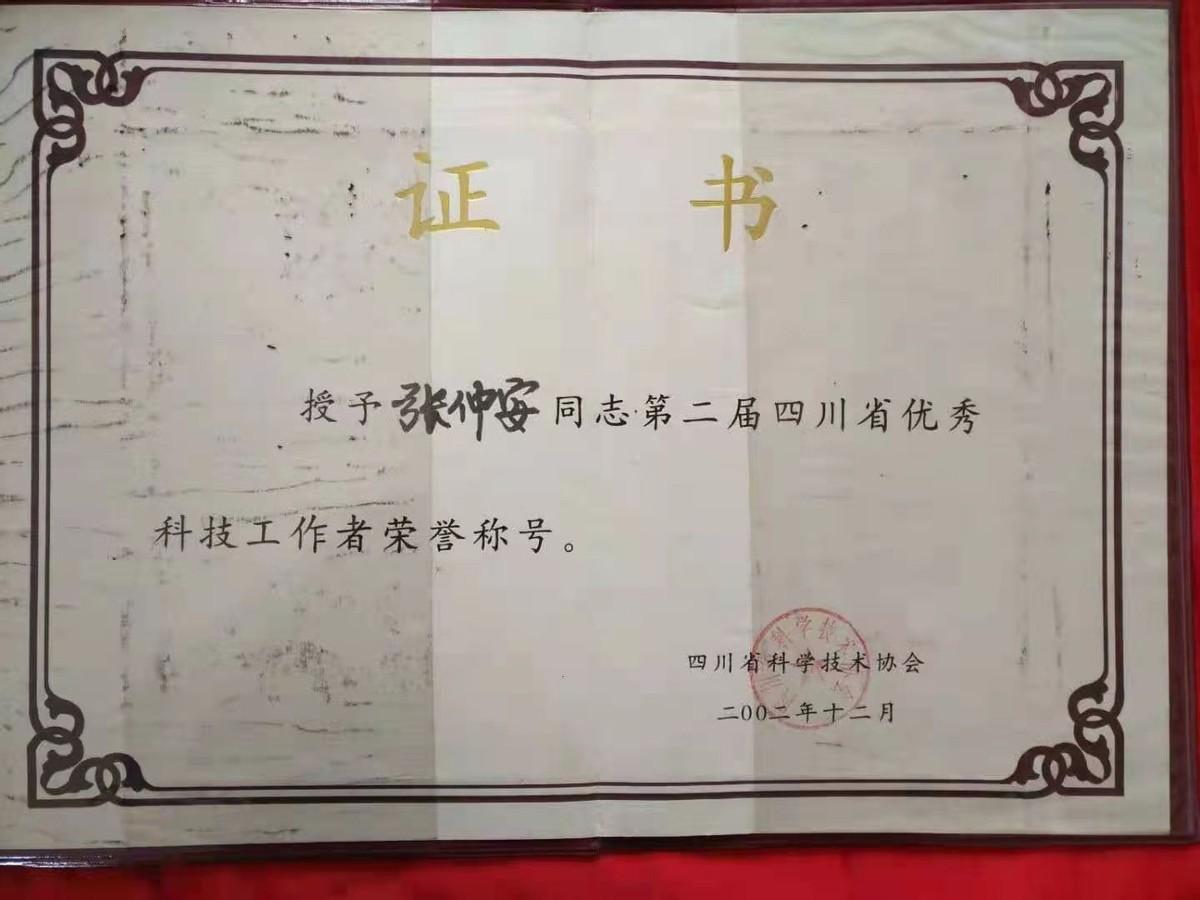 证 书
授予张仲安同志第二届四川省优秀
科技工作者荣誉称号。
四川省科学技术协会
二00二年十二月